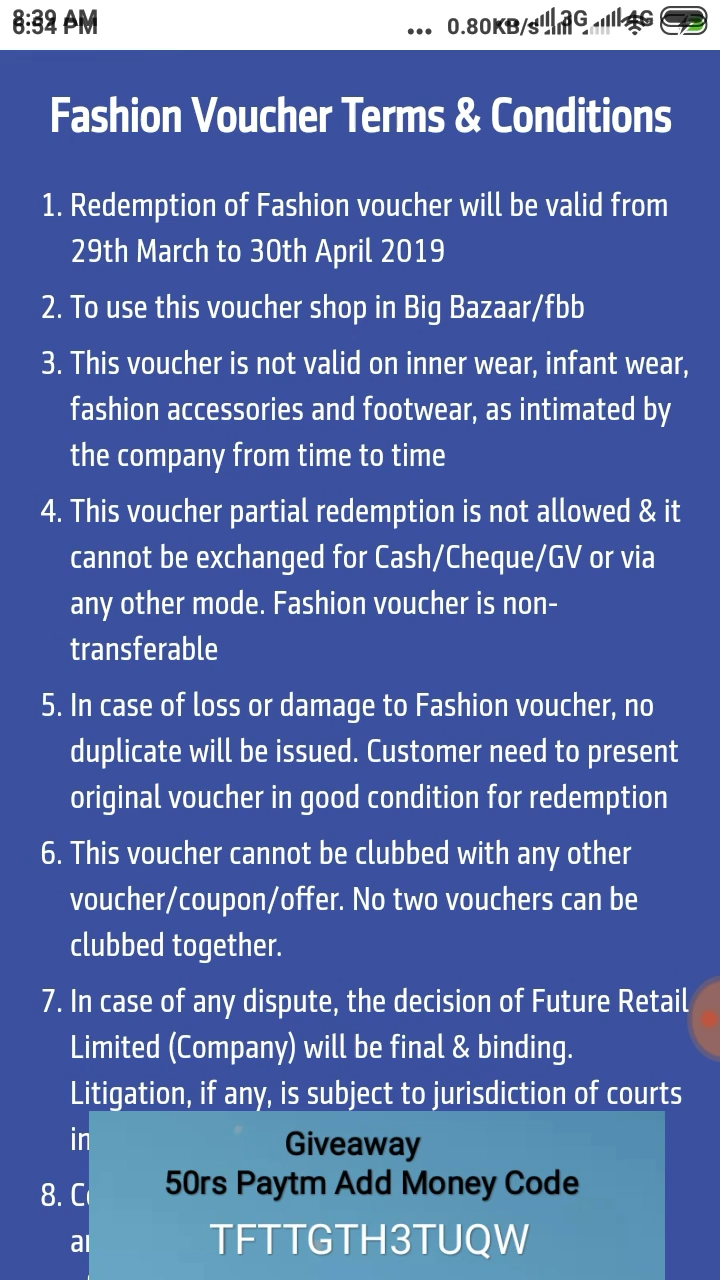 8:39 AM
... 0.80KB/s 3G 4G
Fashion Voucher Terms & Conditions
1. Redemption of Fashion voucher will be valid from
29th March to 30th April 2019
2. To use this voucher shop in Big Bazaar/fbb
3. This voucher is not valid on inner wear, infant wear,
fashion accessories and footwear, as intimated by
the company from time to time
4. This voucher partial redemption is not allowed & it
cannot be exchanged for Cash/Cheque/GV or via
any other mode. Fashion voucher is non-
transferable
5. In case of loss or damage to Fashion voucher, no
duplicate will be issued. Customer need to present
original voucher in good condition for redemption
6. This voucher cannot be clubbed with any other
voucher/coupon/offer. No two vouchers can be
clubbed together.
7. In case of any dispute, the decision of Future Retail
Limited (Company) will be final & binding.
Litigation, if any, is subject to jurisdiction of courts
in
8.
Giveaway
50rs Paytm Add Money Code
TFTTGTH3TUQW